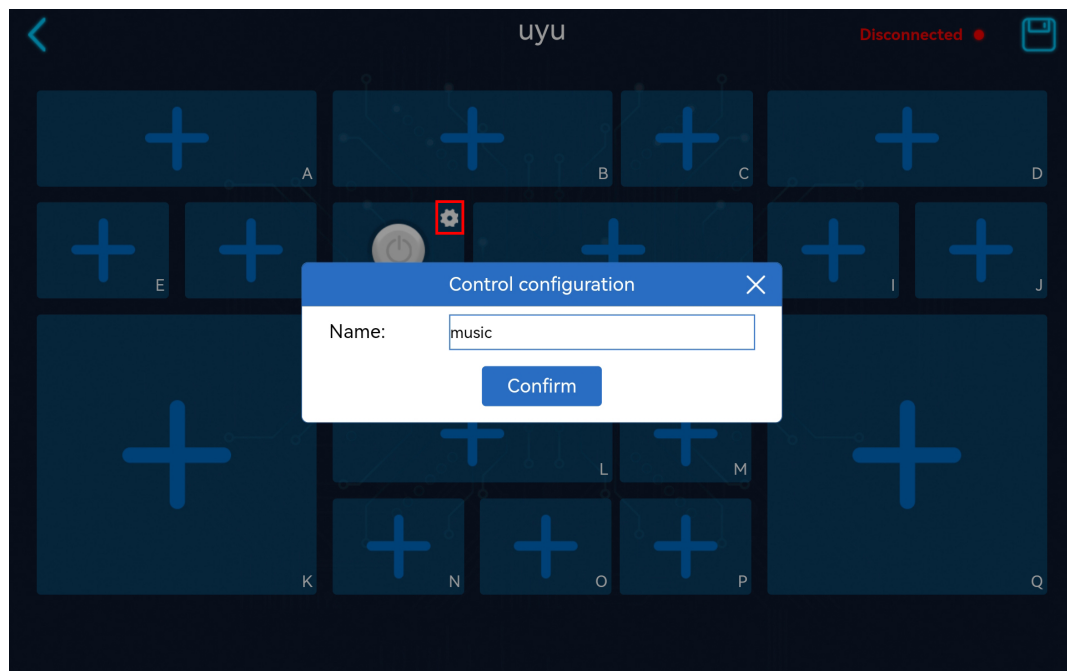 uyu
Disconnected
A
B
C
D
E
I
J
Control configuration
Name:
music
Confirm
L
M
K
N
O
P
Q